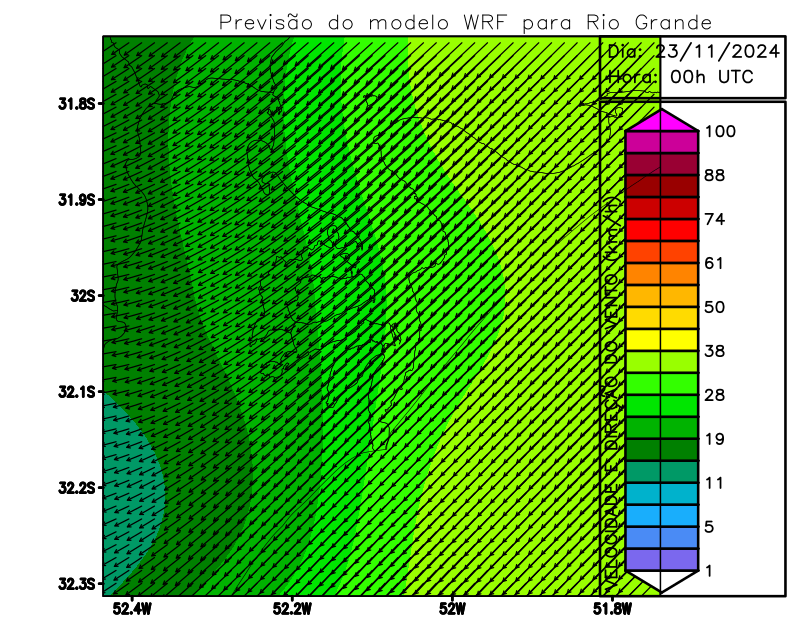 Previsão do modelo WRF para Rio Grande
Dia: 23/11/2024
Hora: 00h UTC
31.8S
31.9S
32S
32.1S
32.2S
32.3S
52.4W
52.2W
52W
51.8W
VELOCIDADE E DIREÇÃO DO VENTO (km/h)
100
88
74
61
50
38
28
19
11
5
1